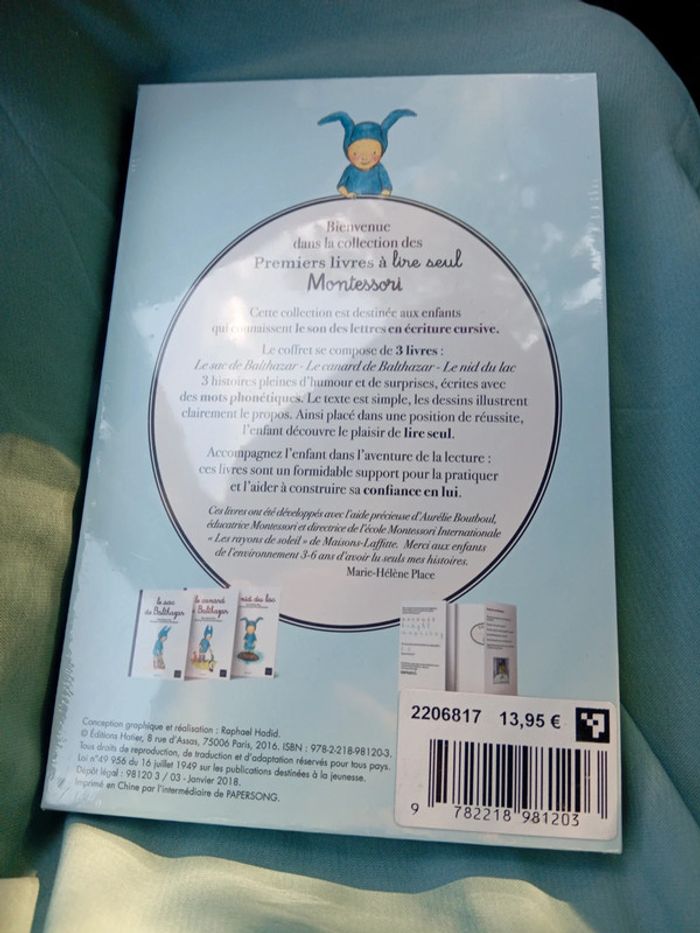 Bienvenue
dans la collection des
Premiers livres à lire seul
Montessori
Cette collection est destinée aux enfants
qui connaissent le son des lettres en écriture cursive.
Le coffret se compose de 3 livres :
Le sac de Balthazar - Le canard de Balthazar - Le nid du lac
3 histoires pleines d'humour et de surprises, écrites avec
des mots phonétiques. Le texte est simple, les dessins illustrent
clairement le propos. Ainsi placé dans une position de réussite,
l'enfant découvre le plaisir de lire seul.
Accompagnez l'enfant dans l'aventure de la lecture :
ces livres sont un formidable support pour la pratiquer
et l'aider à construire sa confiance en lui.
Ces livres ont été développés avec l'aide précieuse d'Aurélie Boutboul,
éducatrice Montessori et directrice de l'école Montessori Internationale
« Les rayons de soleil » de Maisons-Laffitte. Merci aux enfants
de l'environnement 3-6 ans d'avoir lu seuls mes histoires.
Marie-Hélène Place
le sac
de Balthazar
le canard
de Balthazar
nid du lac
Conception graphique et réalisation : Raphael Hadid.
© Éditions Hatier, 8 rue d'Assas, 75006 Paris, 2016. ISBN : 978-2-218-98120-3,
Tous droits de reproduction, de traduction et d'adaptation réservés pour tous pays.
Loi n°49 956 du 16 juillet 1949 sur les publications destinées à la jeunesse.
Dépôt légal : 98120 3 / 03 - Janvier 2018.
Imprimé en Chine par l'intermédiaire de PAPERSONG.
2206817 13,95 €
9 782218 981203